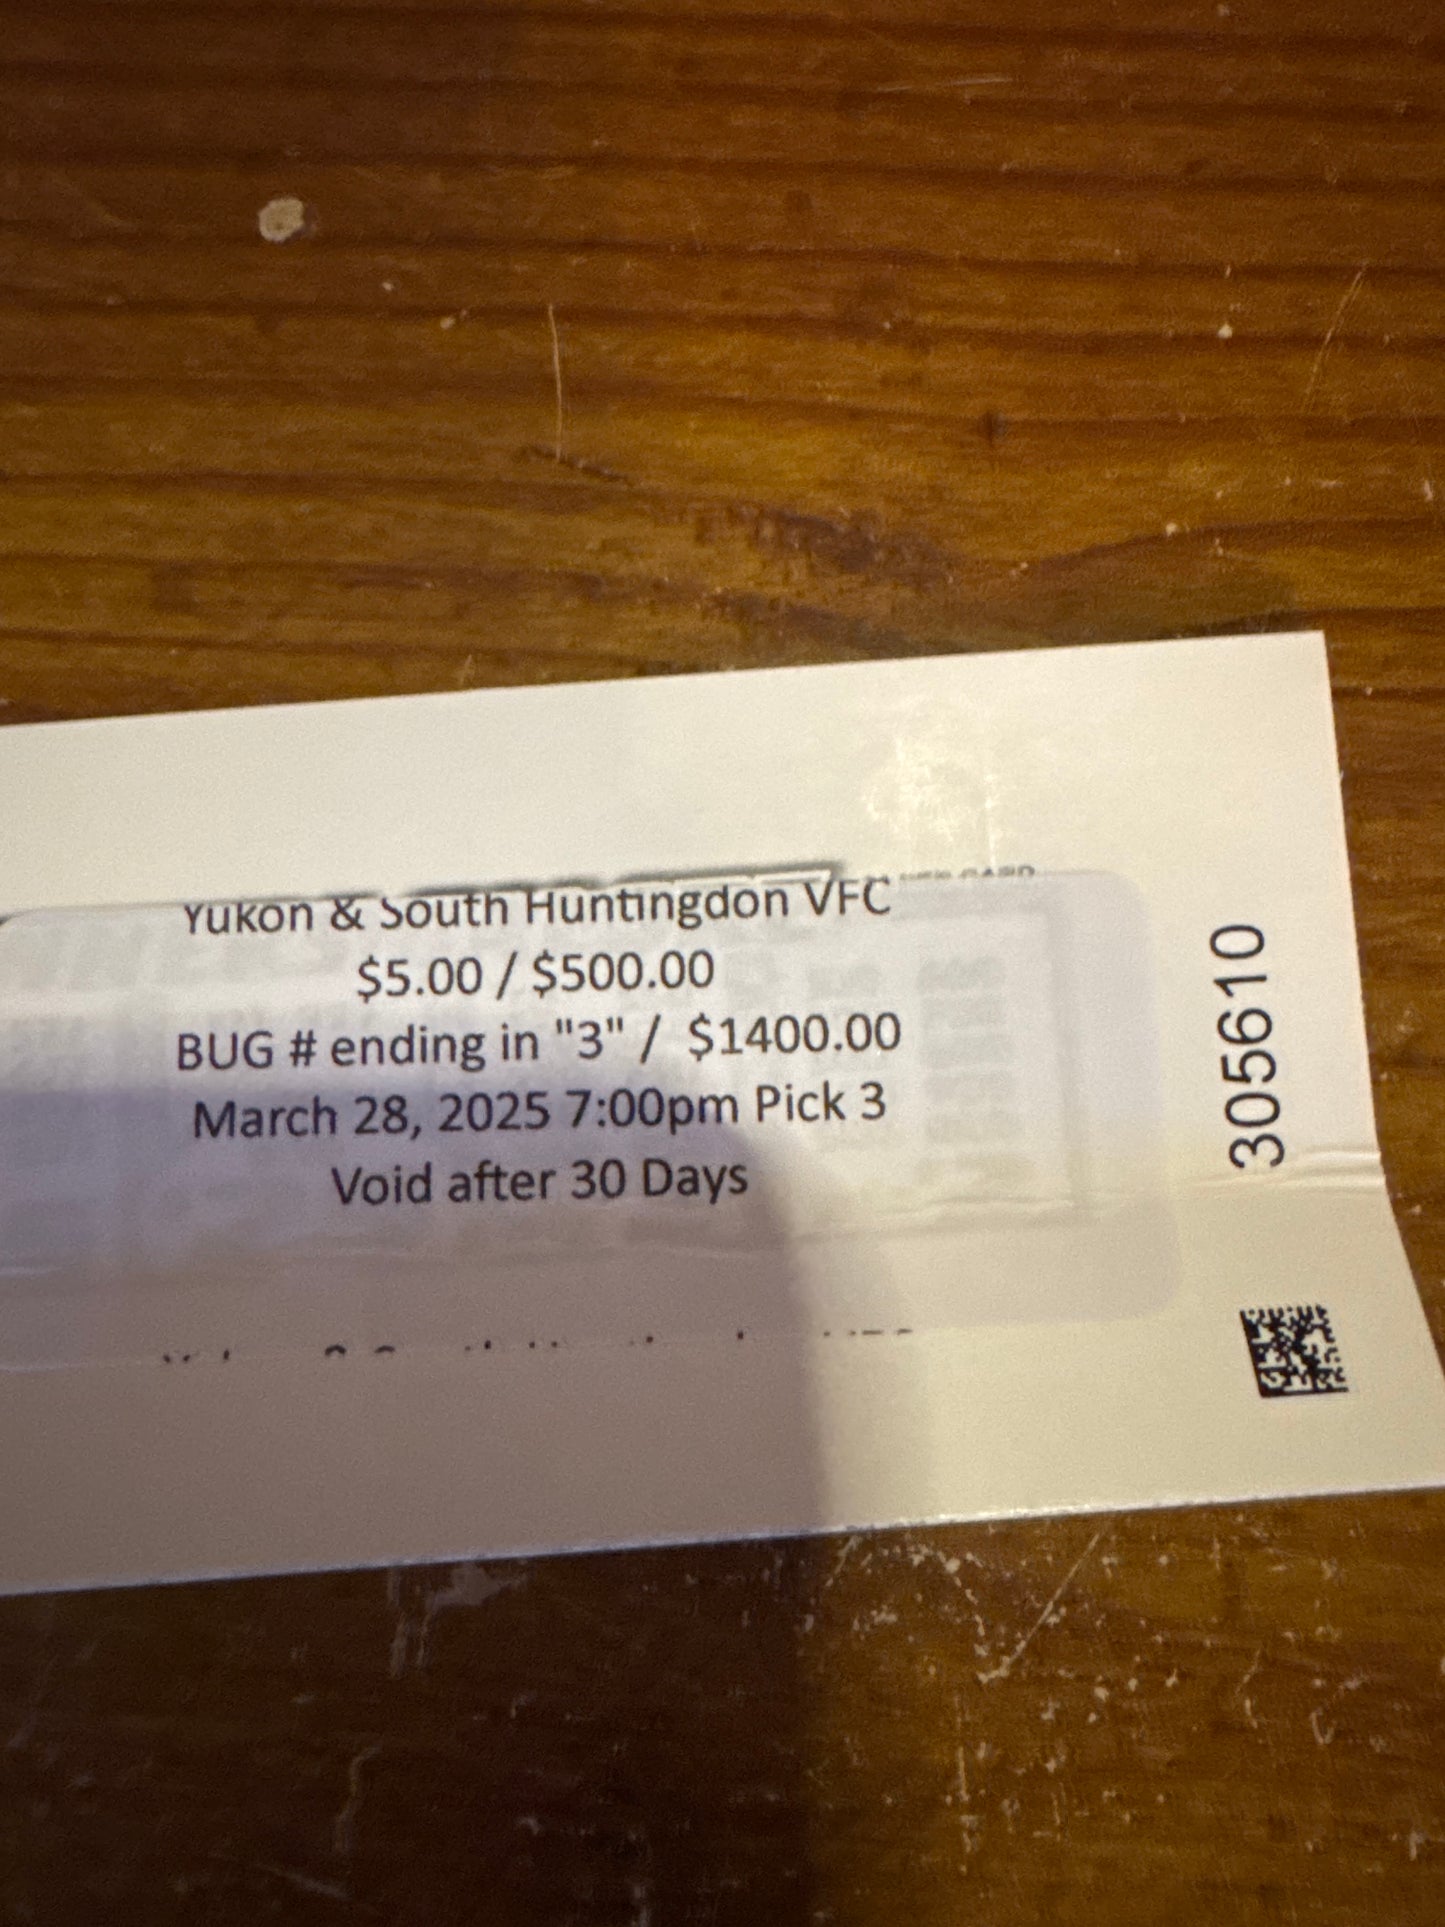 Yukon & South Huntingdon VFC
$5.00 / $500.00
BUG # ending in "3" / $1400.00
March 28, 2025 7:00pm Pick 3
Void after 30 Days
305610